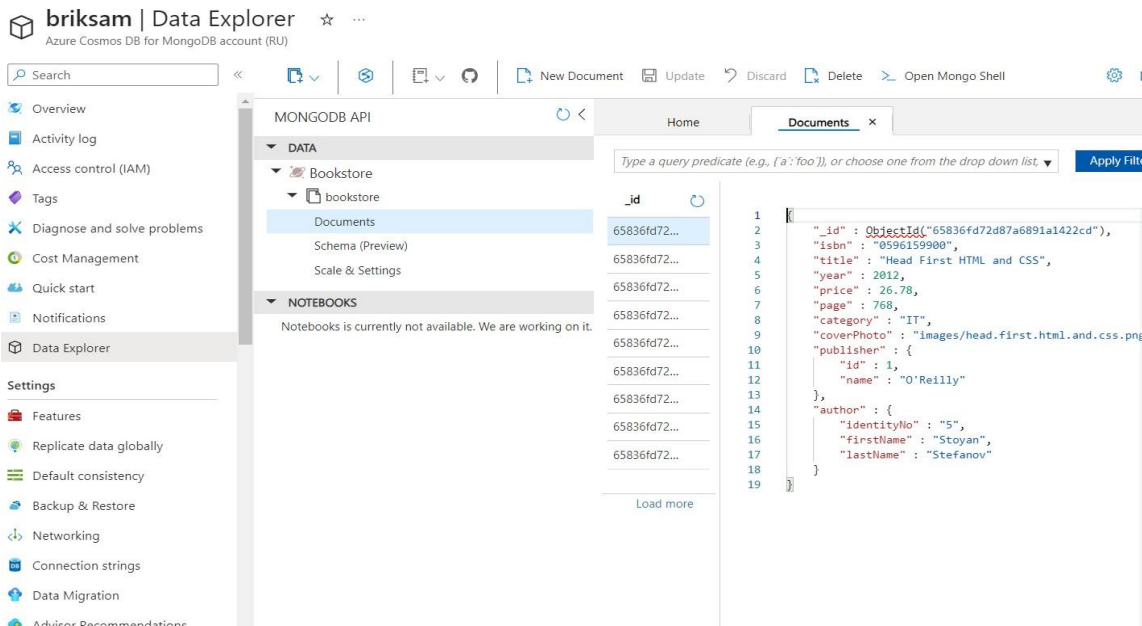 briksam | Data Explorer
Azure Cosmos DB for MongoDB account (RU)
Search
New Document
Update
Discard
Delete
Open Mongo Shell
Overview
Activity log
Access control (IAM)
Tags
Diagnose and solve problems
Cost Management
Quick start
Notifications
Data Explorer
Settings
Features
Replicate data globally
Default consistency
Backup & Restore
Networking
Connection strings
Data Migration
Advisor Recommendations
MONGODB API
DATA
Bookstore
bookstore
Documents
Schema (Preview)
Scale & Settings
NOTEBOOKS
Notebooks is currently not available. We are working on it.
Home
Documents
Type a query predicate (e.g., {´a´:´foo´}), or choose one from the drop down list,
Apply Filte
_id
65836fd72...
65836fd72...
65836fd72...
65836fd72...
65836fd72...
65836fd72...
65836fd72...
65836fd72...
65836fd72...
Load more
1 {
2 "_id" : ObjectId("65836fd72d87a6891a1422cd"),
3 "isbn" : "0596159900",
4 "title" : "Head First HTML and CSS",
5 "year" : 2012,
6 "price" : 26.78,
7 "page" : 768,
8 "category" : "IT",
9 "coverPhoto" : "images/head.first.html.and.css.png
10 "publisher" : {
11 "id" : 1,
12 "name" : "O'Reilly"
13 },
14 "author" : {
15 "identityNo" : "5",
16 "firstName" : "Stoyan",
17 "lastName" : "Stefanov"
18 }
19 }